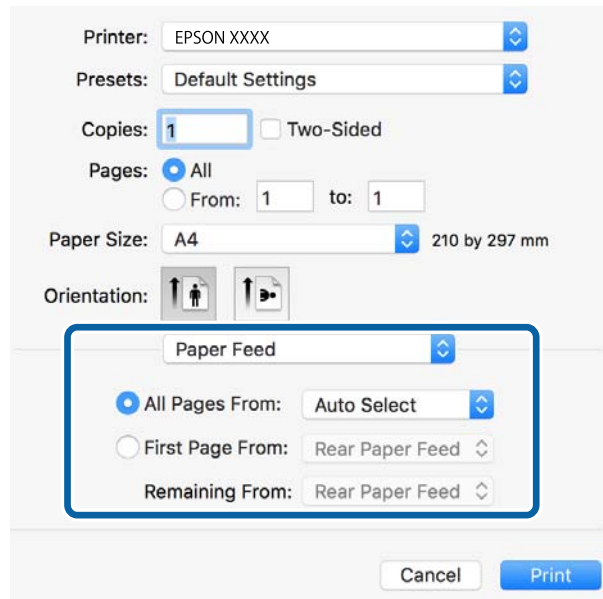 Printer: EPSON XXXX
Presets: Default Settings
Copies: 1 Two-Sided
Pages: All
From: 1 to: 1
Paper Size: A4 210 by 297 mm
Orientation:
Paper Feed
All Pages From: Auto Select
First Page From: Rear Paper Feed
Remaining From: Rear Paper Feed
Cancel Print